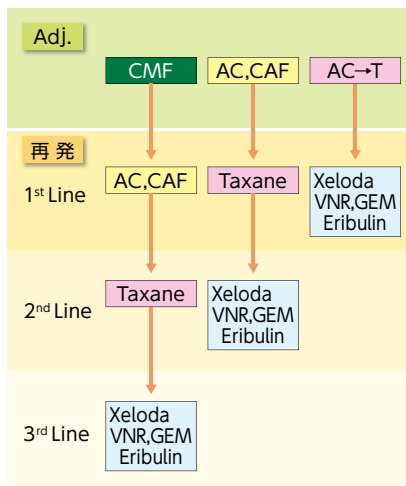 Adj.
CMF
AC,CAF
AC→T
再 発
1st Line
AC,CAF
Taxane
Xeloda
VNR,GEM
Eribulin
2nd Line
Taxane
Xeloda
VNR,GEM
Eribulin
3rd Line
Xeloda
VNR,GEM
Eribulin